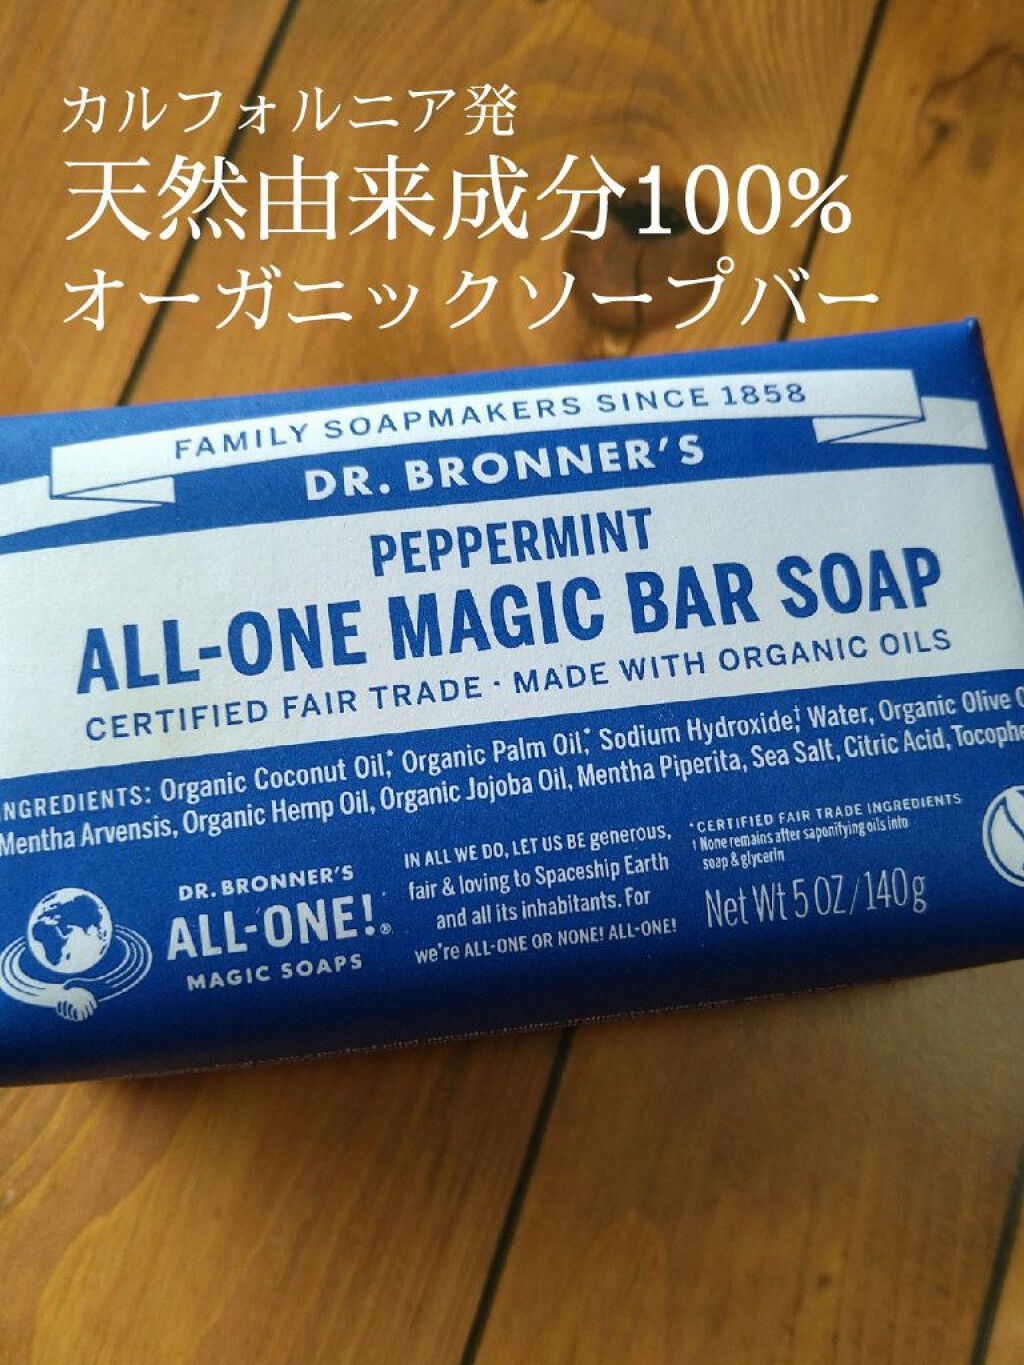 カルフォルニア発
天然由来成分100%
オーガニックソープバー
FAMILY SOAPMAKERS SINCE 1858
DR. BRONNER'S
PEPPERMINT
ALL-ONE MAGIC BAR SOAP
CERTIFIED FAIR TRADE · MADE WITH ORGANIC OILS
INGREDIENTS: Organic Coconut Oil,* Organic Palm Oil,* Sodium Hydroxide,† Water, Organic Olive
Mentha Arvensis, Organic Hemp Oil, Organic Jojoba Oil, Mentha Piperita, Sea Salt, Citric Acid,
DR. BRONNER'S
ALL-ONE!®
MAGIC SOAPS
IN ALL WE DO, LET US BE generous,
fair & loving to Spaceship Earth
and all its inhabitants. For
we're ALL-ONE OR NONE! ALL-ONE!
*CERTIFIED FAIR TRADE INGREDIENTS
† None remains after saponifying oils into
soap & glycerin
Net Wt 5 OZ/140g